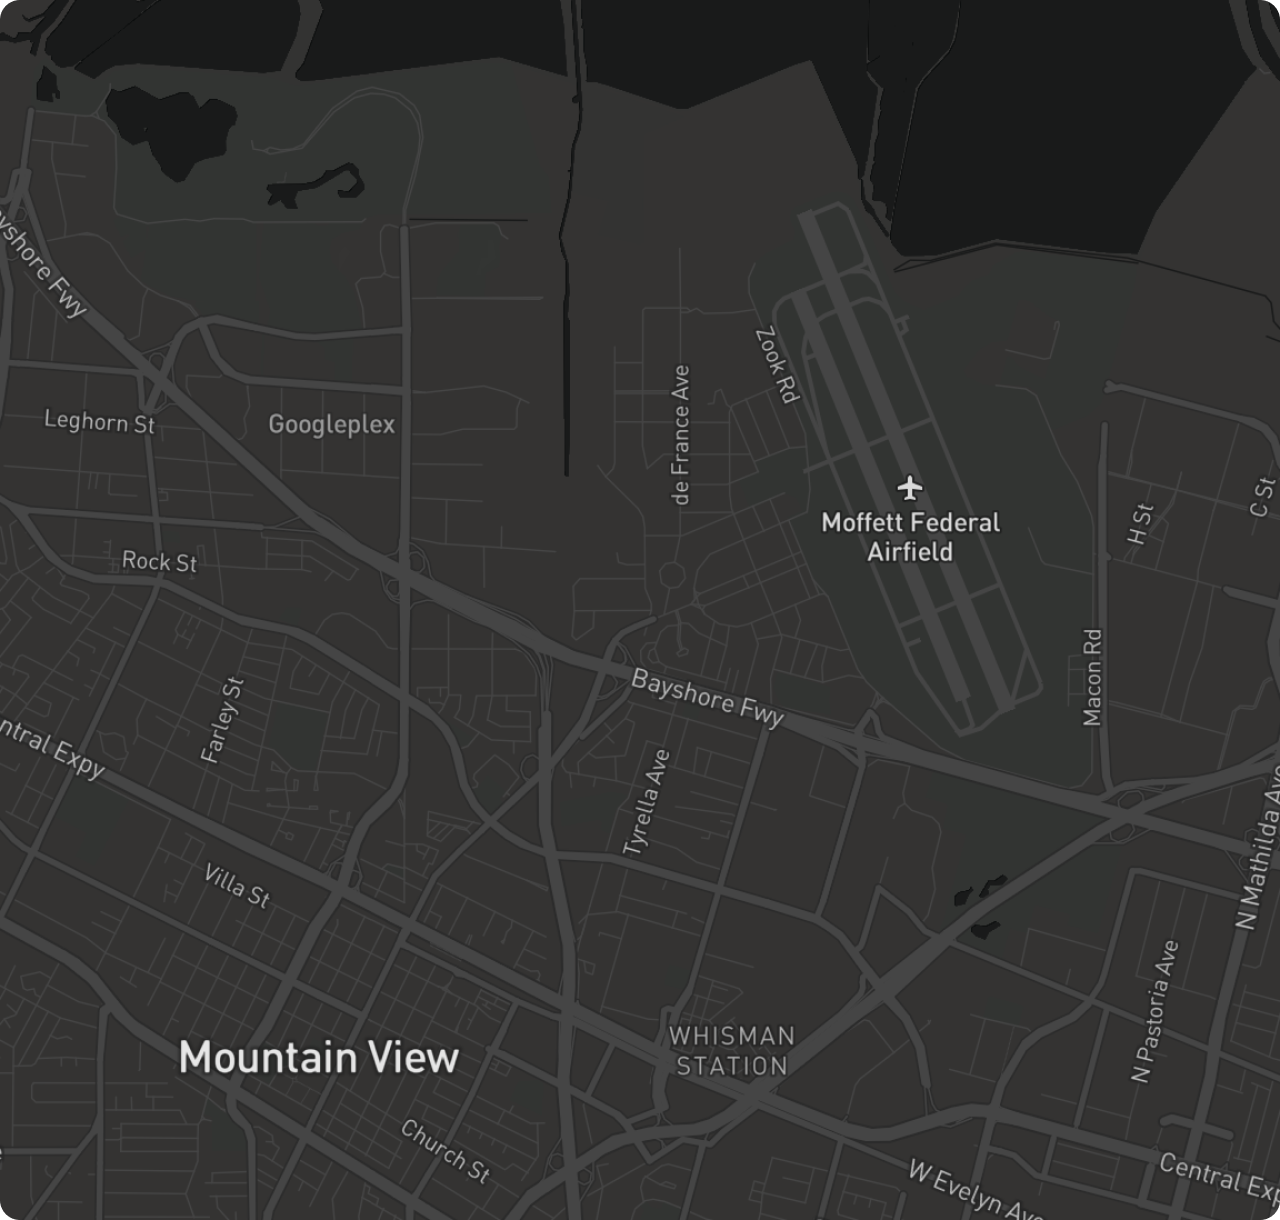 yshore Fwy
Leghorn St
Googleplex
de France Ave
Zook Rd
Moffett Federal
Airfield
C St
H St
Rock St
Macon Rd
Bayshore Fwy
Farley St
ntral Expy
Tyrella Ave
N Mathilda Ave
Villa St
N Pastoria Ave
WHISMAN
STATION
Mountain View
Church St
W Evelyn Ave
Central Exp